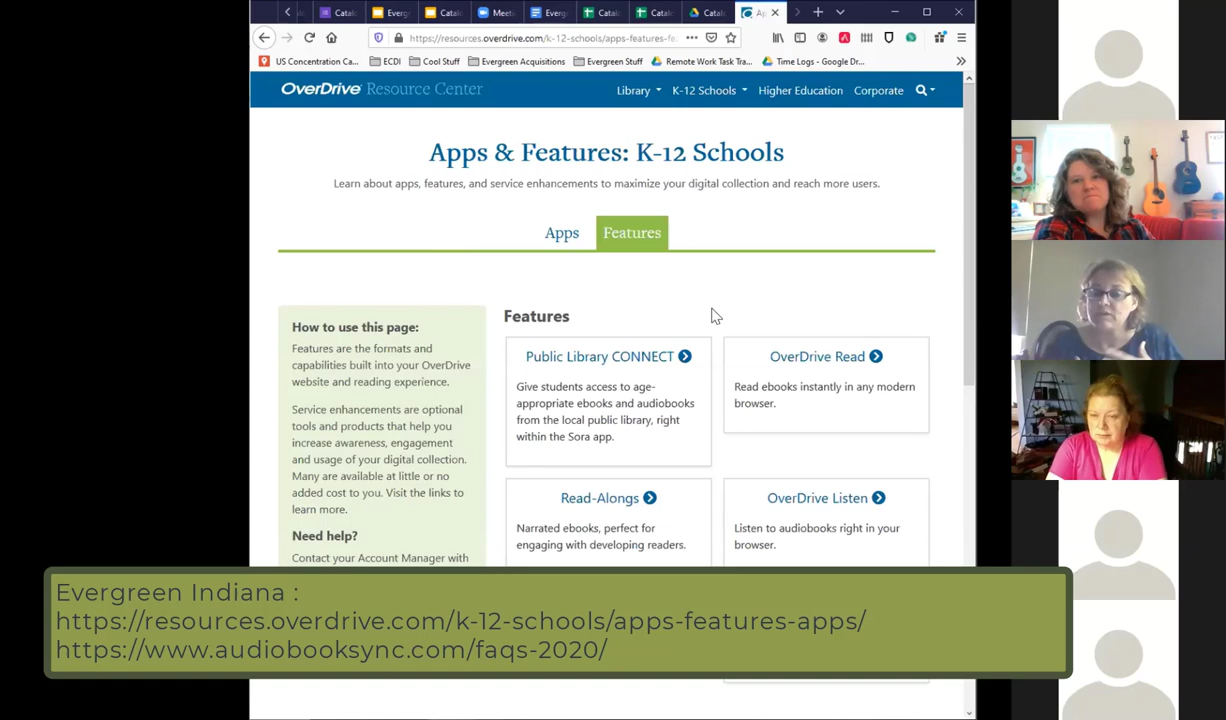 Catalo
Everg
Catalo
Meetin
Everg
Catalo
Catalo
Catalo
Ap
https://resources.overdrive.com/k-12-schools/apps-features-fe
US Concentration Ca...
ECDI
Cool Stuff
Evergreen Acquisitions
Evergreen Stuff
Remote Work Task Tra...
Time Logs - Google Dr...
OverDrive Resource Center
Library
K-12 Schools
Higher Education
Corporate
Apps & Features: K-12 Schools
Learn about apps, features, and service enhancements to maximize your digital collection and reach more users.
Apps
Features
How to use this page:
Features are the formats and
capabilities built into your OverDrive
website and reading experience.
Service enhancements are optional
tools and products that help you
increase awareness, engagement
and usage of your digital collection.
Many are available at little or no
added cost to you. Visit the links to
learn more.
Need help?
Contact your Account Manager with
Features
Public Library CONNECT
Give students access to age-
appropriate ebooks and audiobooks
from the local public library, right
within the Sora app.
OverDrive Read
Read ebooks instantly in any modern
browser.
Read-Alongs
Narrated ebooks, perfect for
engaging with developing readers.
OverDrive Listen
Listen to audiobooks right in your
browser.
Evergreen Indiana :
https://resources.overdrive.com/k-12-schools/apps-features-apps/
https://www.audiobooksync.com/faqs-2020/